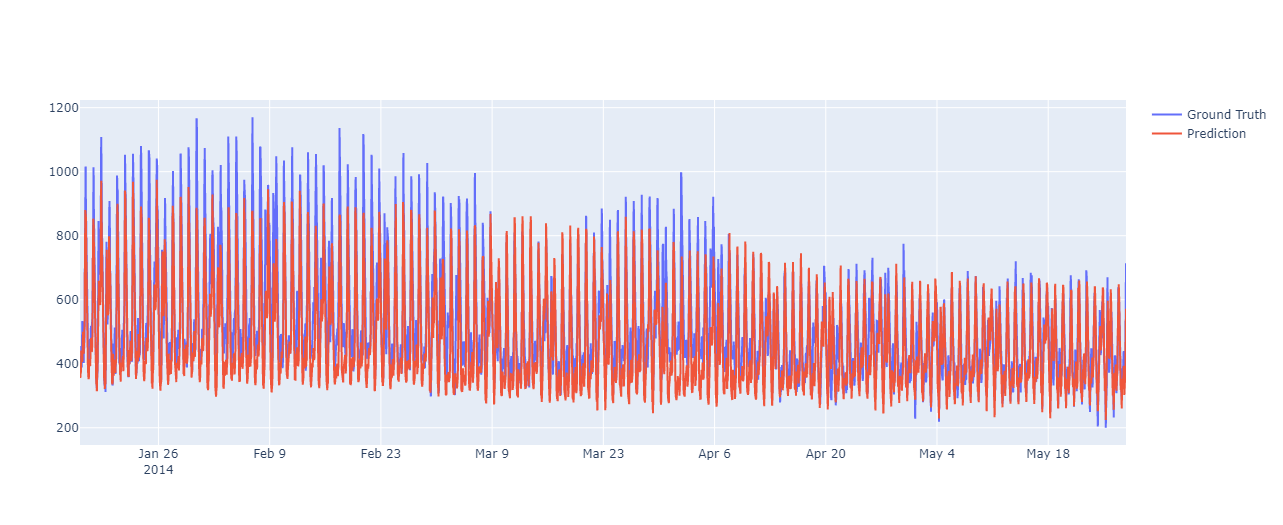 1200
1000
800
600
400
200
Jan 26
2014
Feb 9
Feb 23
Mar 9
Mar 23
Apr 6
Apr 20
May 4
May 18
Ground Truth
Prediction